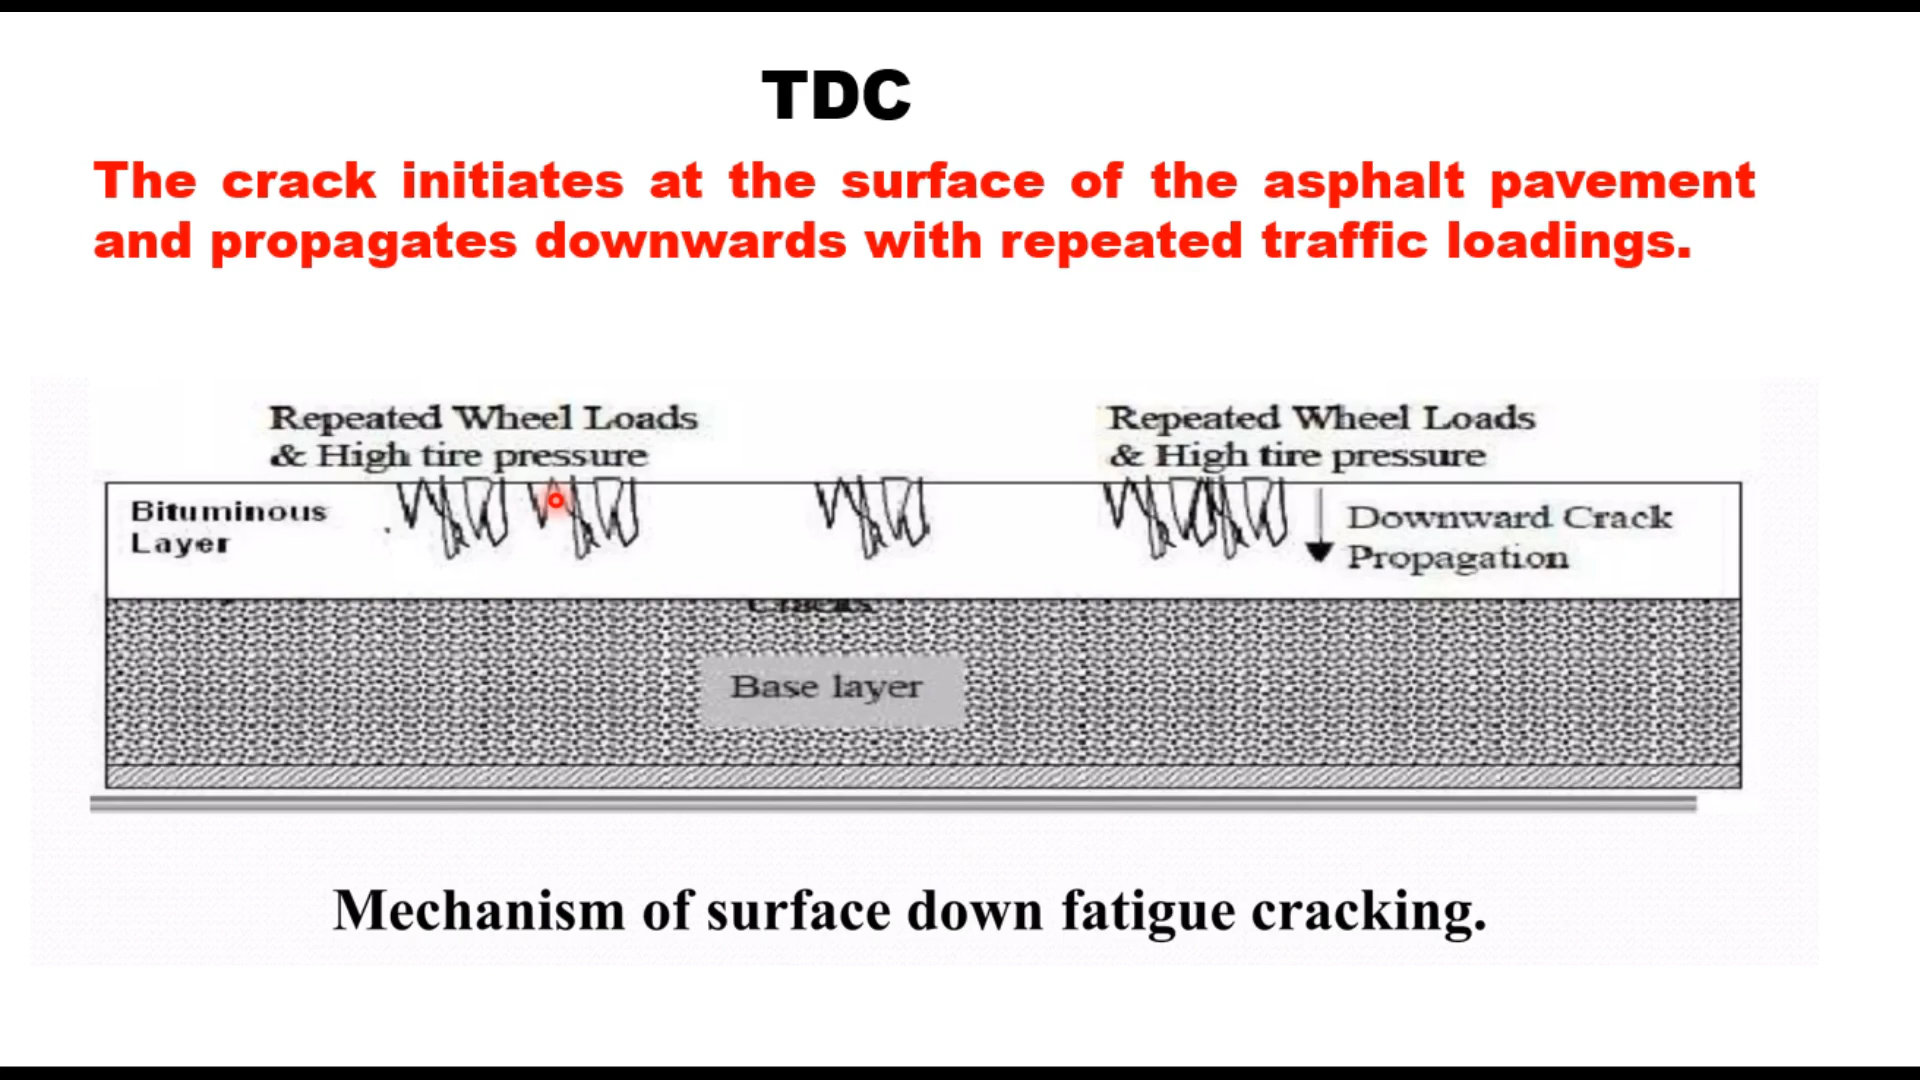 TDC
The crack initiates at the surface of the asphalt pavement
and propagates downwards with repeated traffic loadings.
Repeated Wheel Loads
& High tire pressure
Repeated Wheel Loads
& High tire pressure
Bituminous
Layer
Downward Crack
Propagation
Base layer
Mechanism of surface down fatigue cracking.